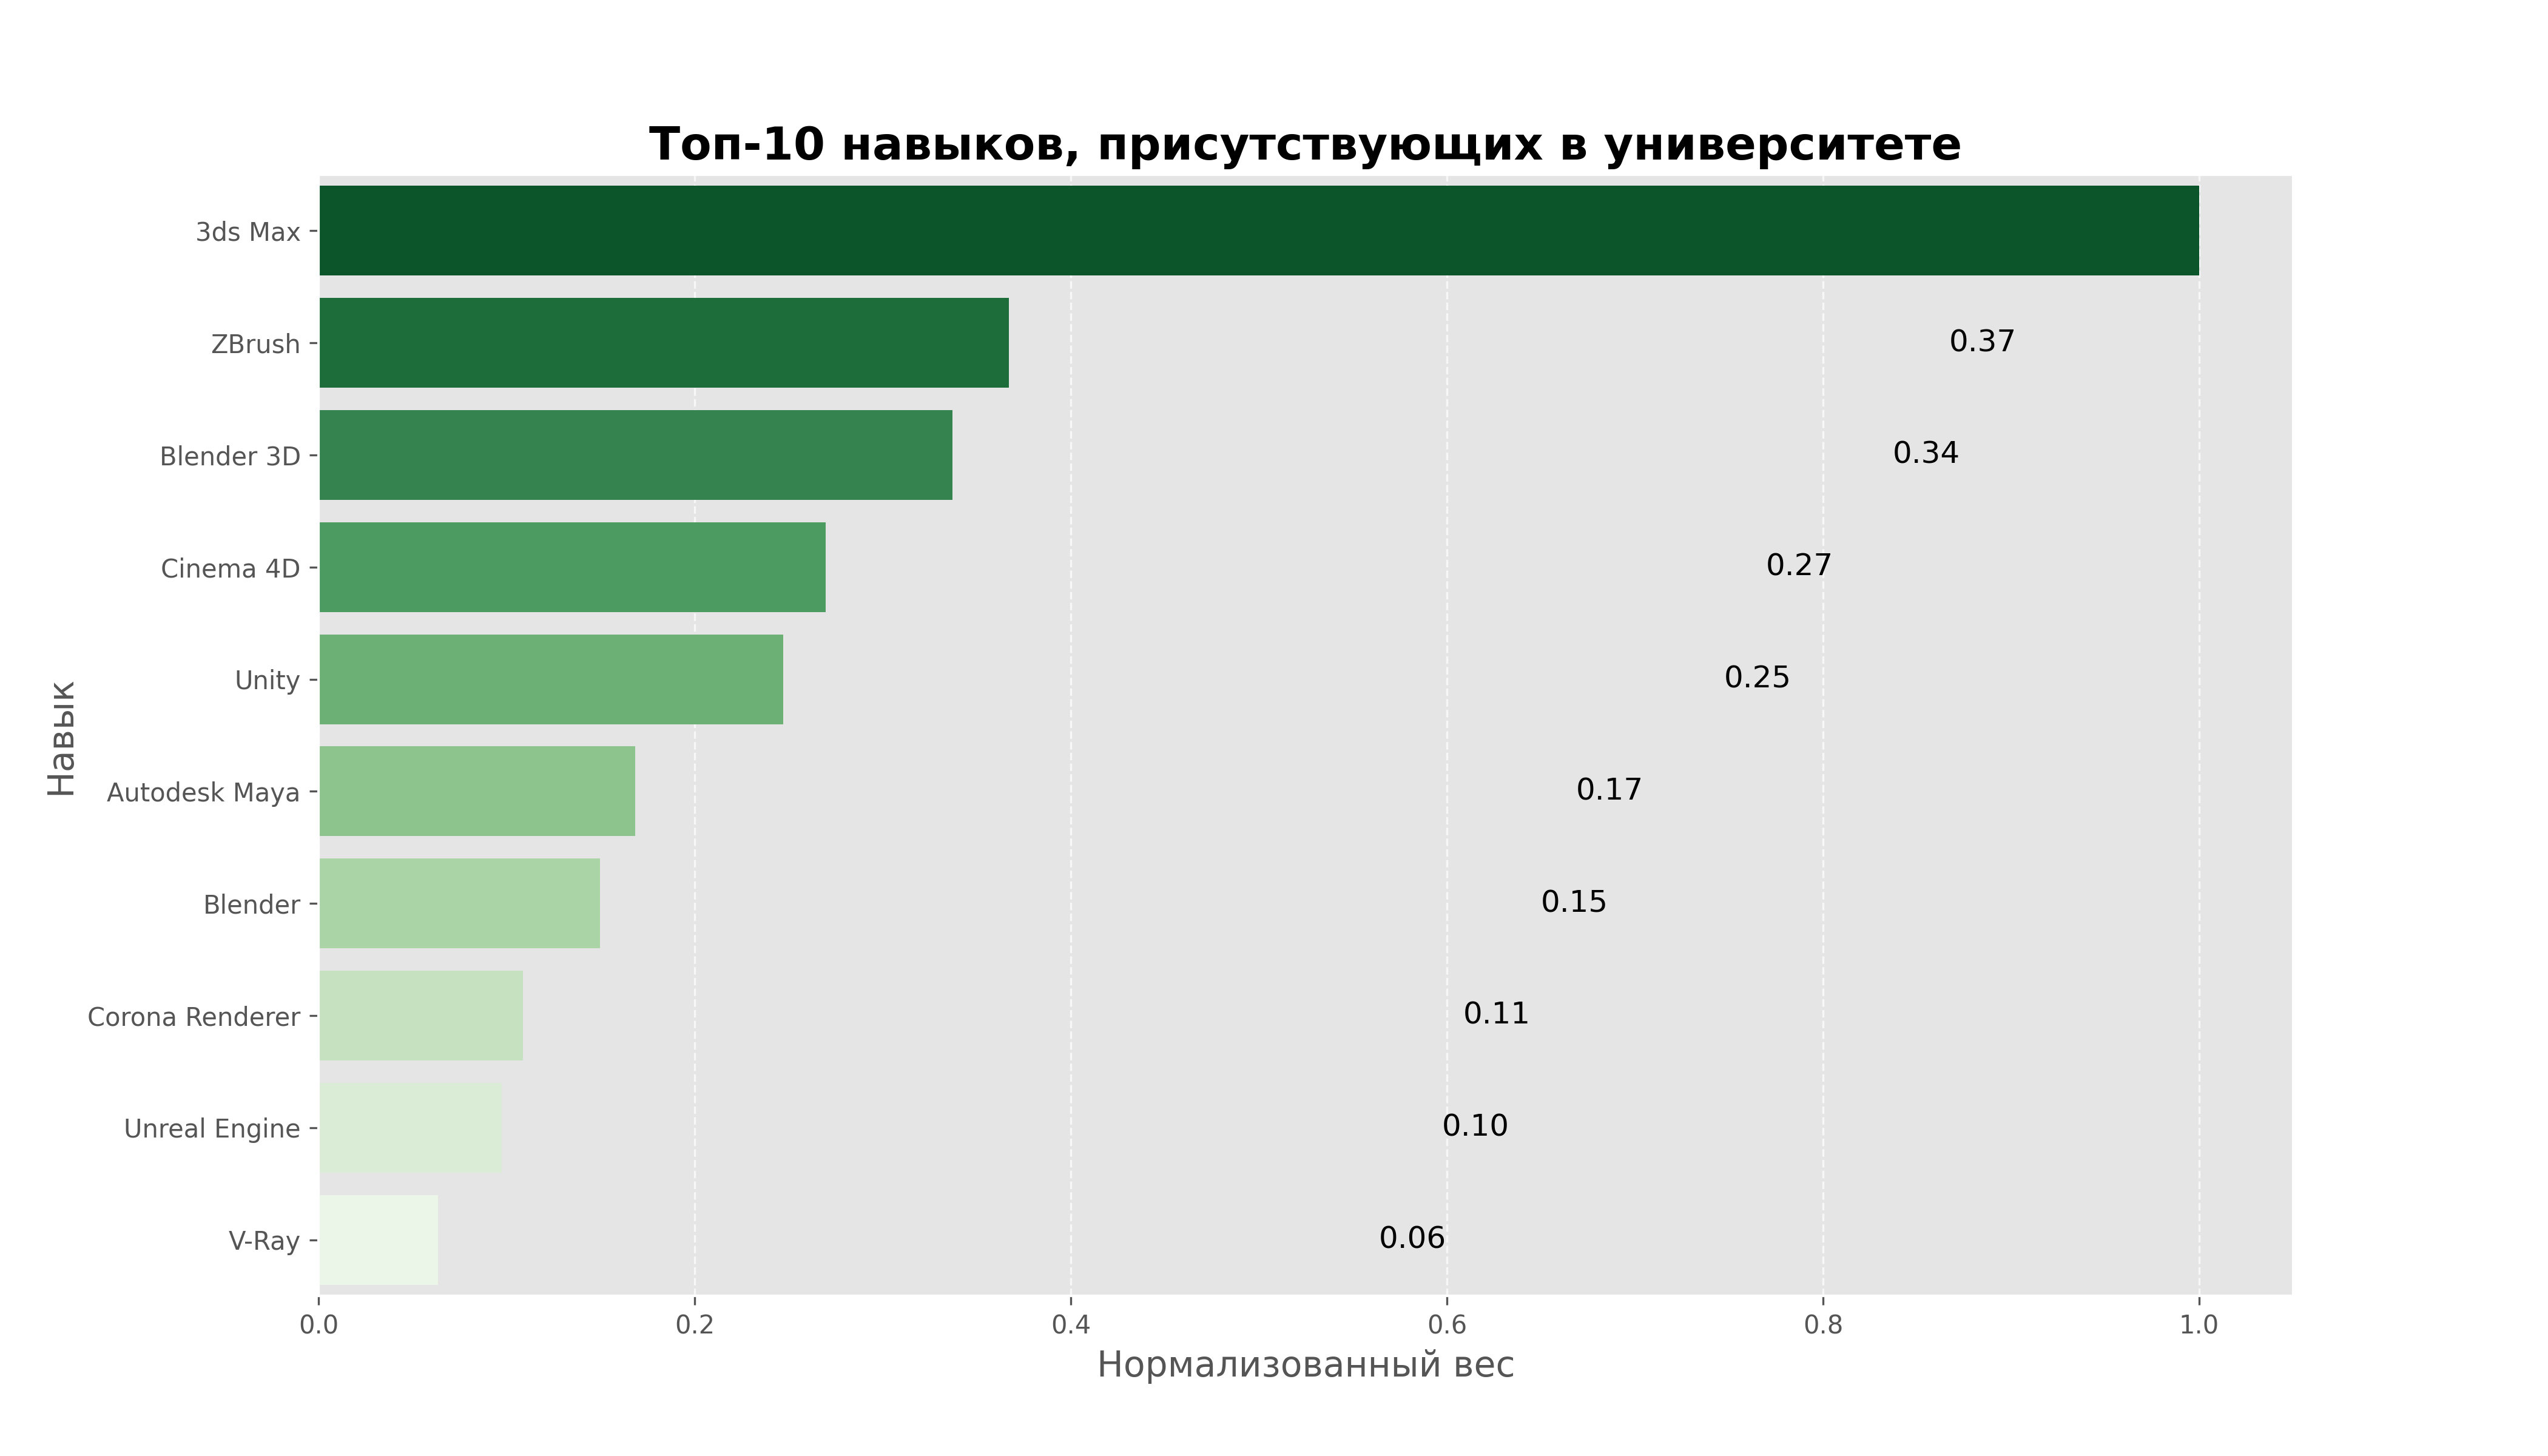 Топ-10 навыков, присутствующих в университете
Навык
3ds Max
ZBrush 0.37
Blender 3D 0.34
Cinema 4D 0.27
Unity 0.25
Autodesk Maya 0.17
Blender 0.15
Corona Renderer 0.11
Unreal Engine 0.10
V-Ray 0.06
0.0 0.2 0.4 0.6 0.8 1.0
Нормализованный вес